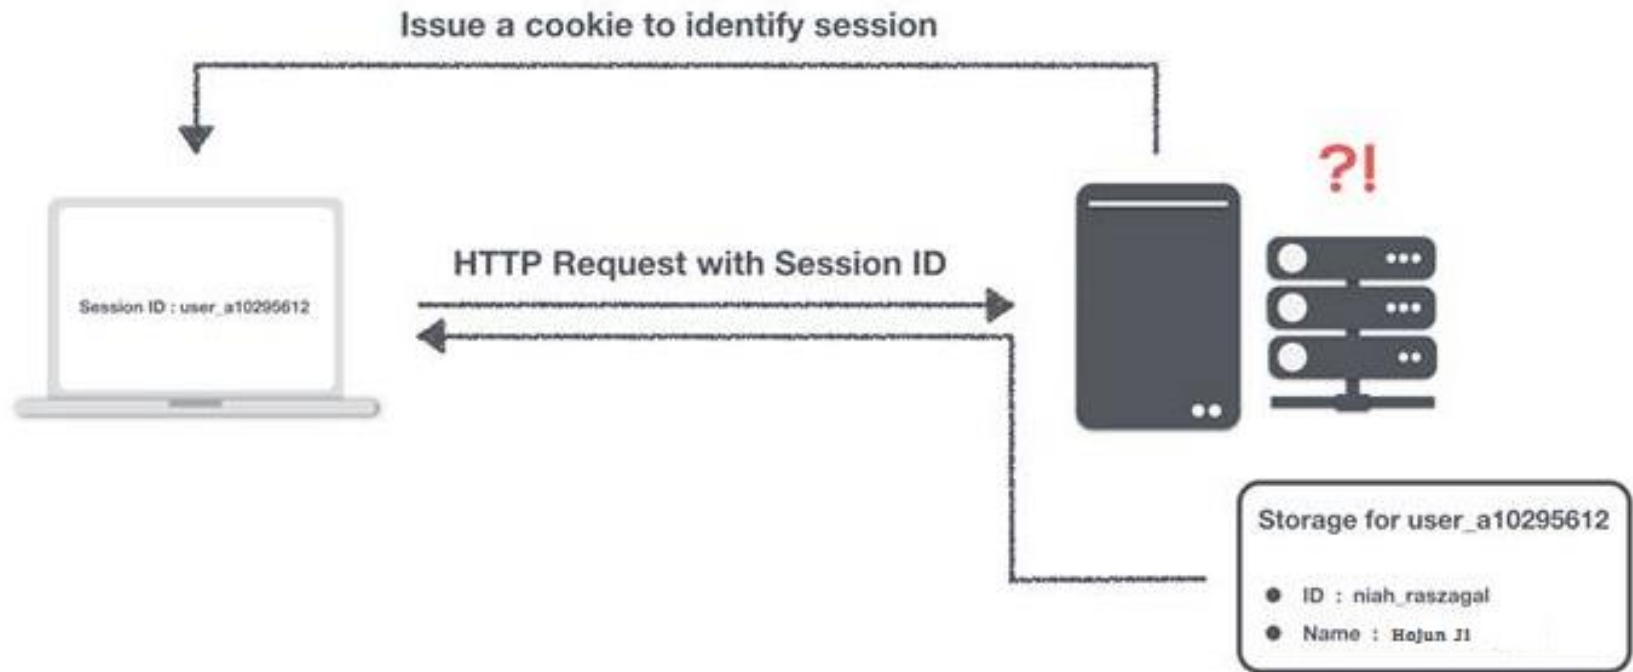 Issue a cookie to identify session
?!
HTTP Request with Session ID
Session ID : user_a10295612
Storage for user_a10295612
ID : niah_raszagal
Name : Hojun Ji